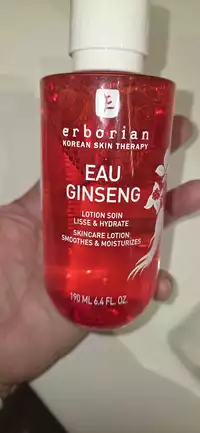 erborian
KOREAN SKIN THERAPY
EAU
GINSENG
LOTION SOIN
LISSE & HYDRATE
SKINCARE LOTION
SMOOTHES & MOISTURIZES
190 ML 6.4 FL. OZ.